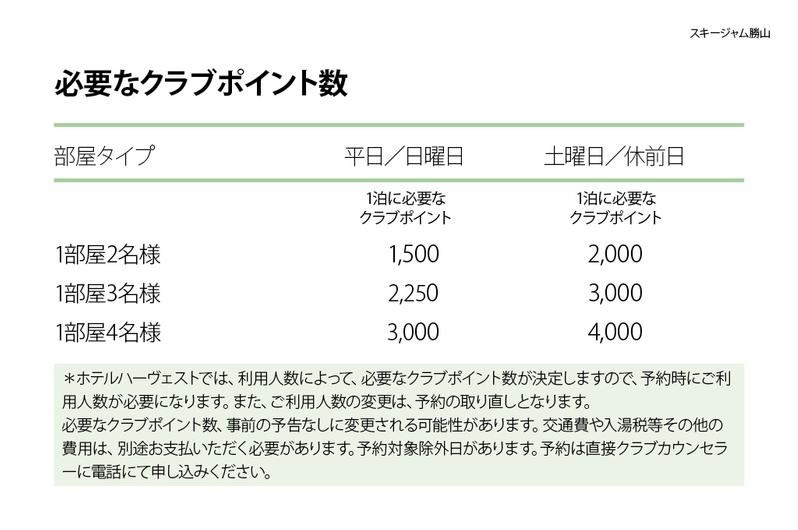 スキージャム勝山
必要なクラブポイント数
部屋タイプ 平日／日曜日 土曜日／休前日
1泊に必要な 1泊に必要な
クラブポイント クラブポイント
1部屋2名様 1,500 2,000
1部屋3名様 2,250 3,000
1部屋4名様 3,000 4,000
＊ホテルハーヴェストでは、利用人数によって、必要なクラブポイント数が決定しますので、予約時にご利
用人数が必要になります。また、ご利用人数の変更は、予約の取り直しとなります。
必要なクラブポイント数、事前の予告なしに変更される可能性があります。交通費や入湯税等その他の
費用は、別途お支払いただく必要があります。予約対象除外日があります。予約は直接クラブカウンセラ
ーに電話にて申し込みください。